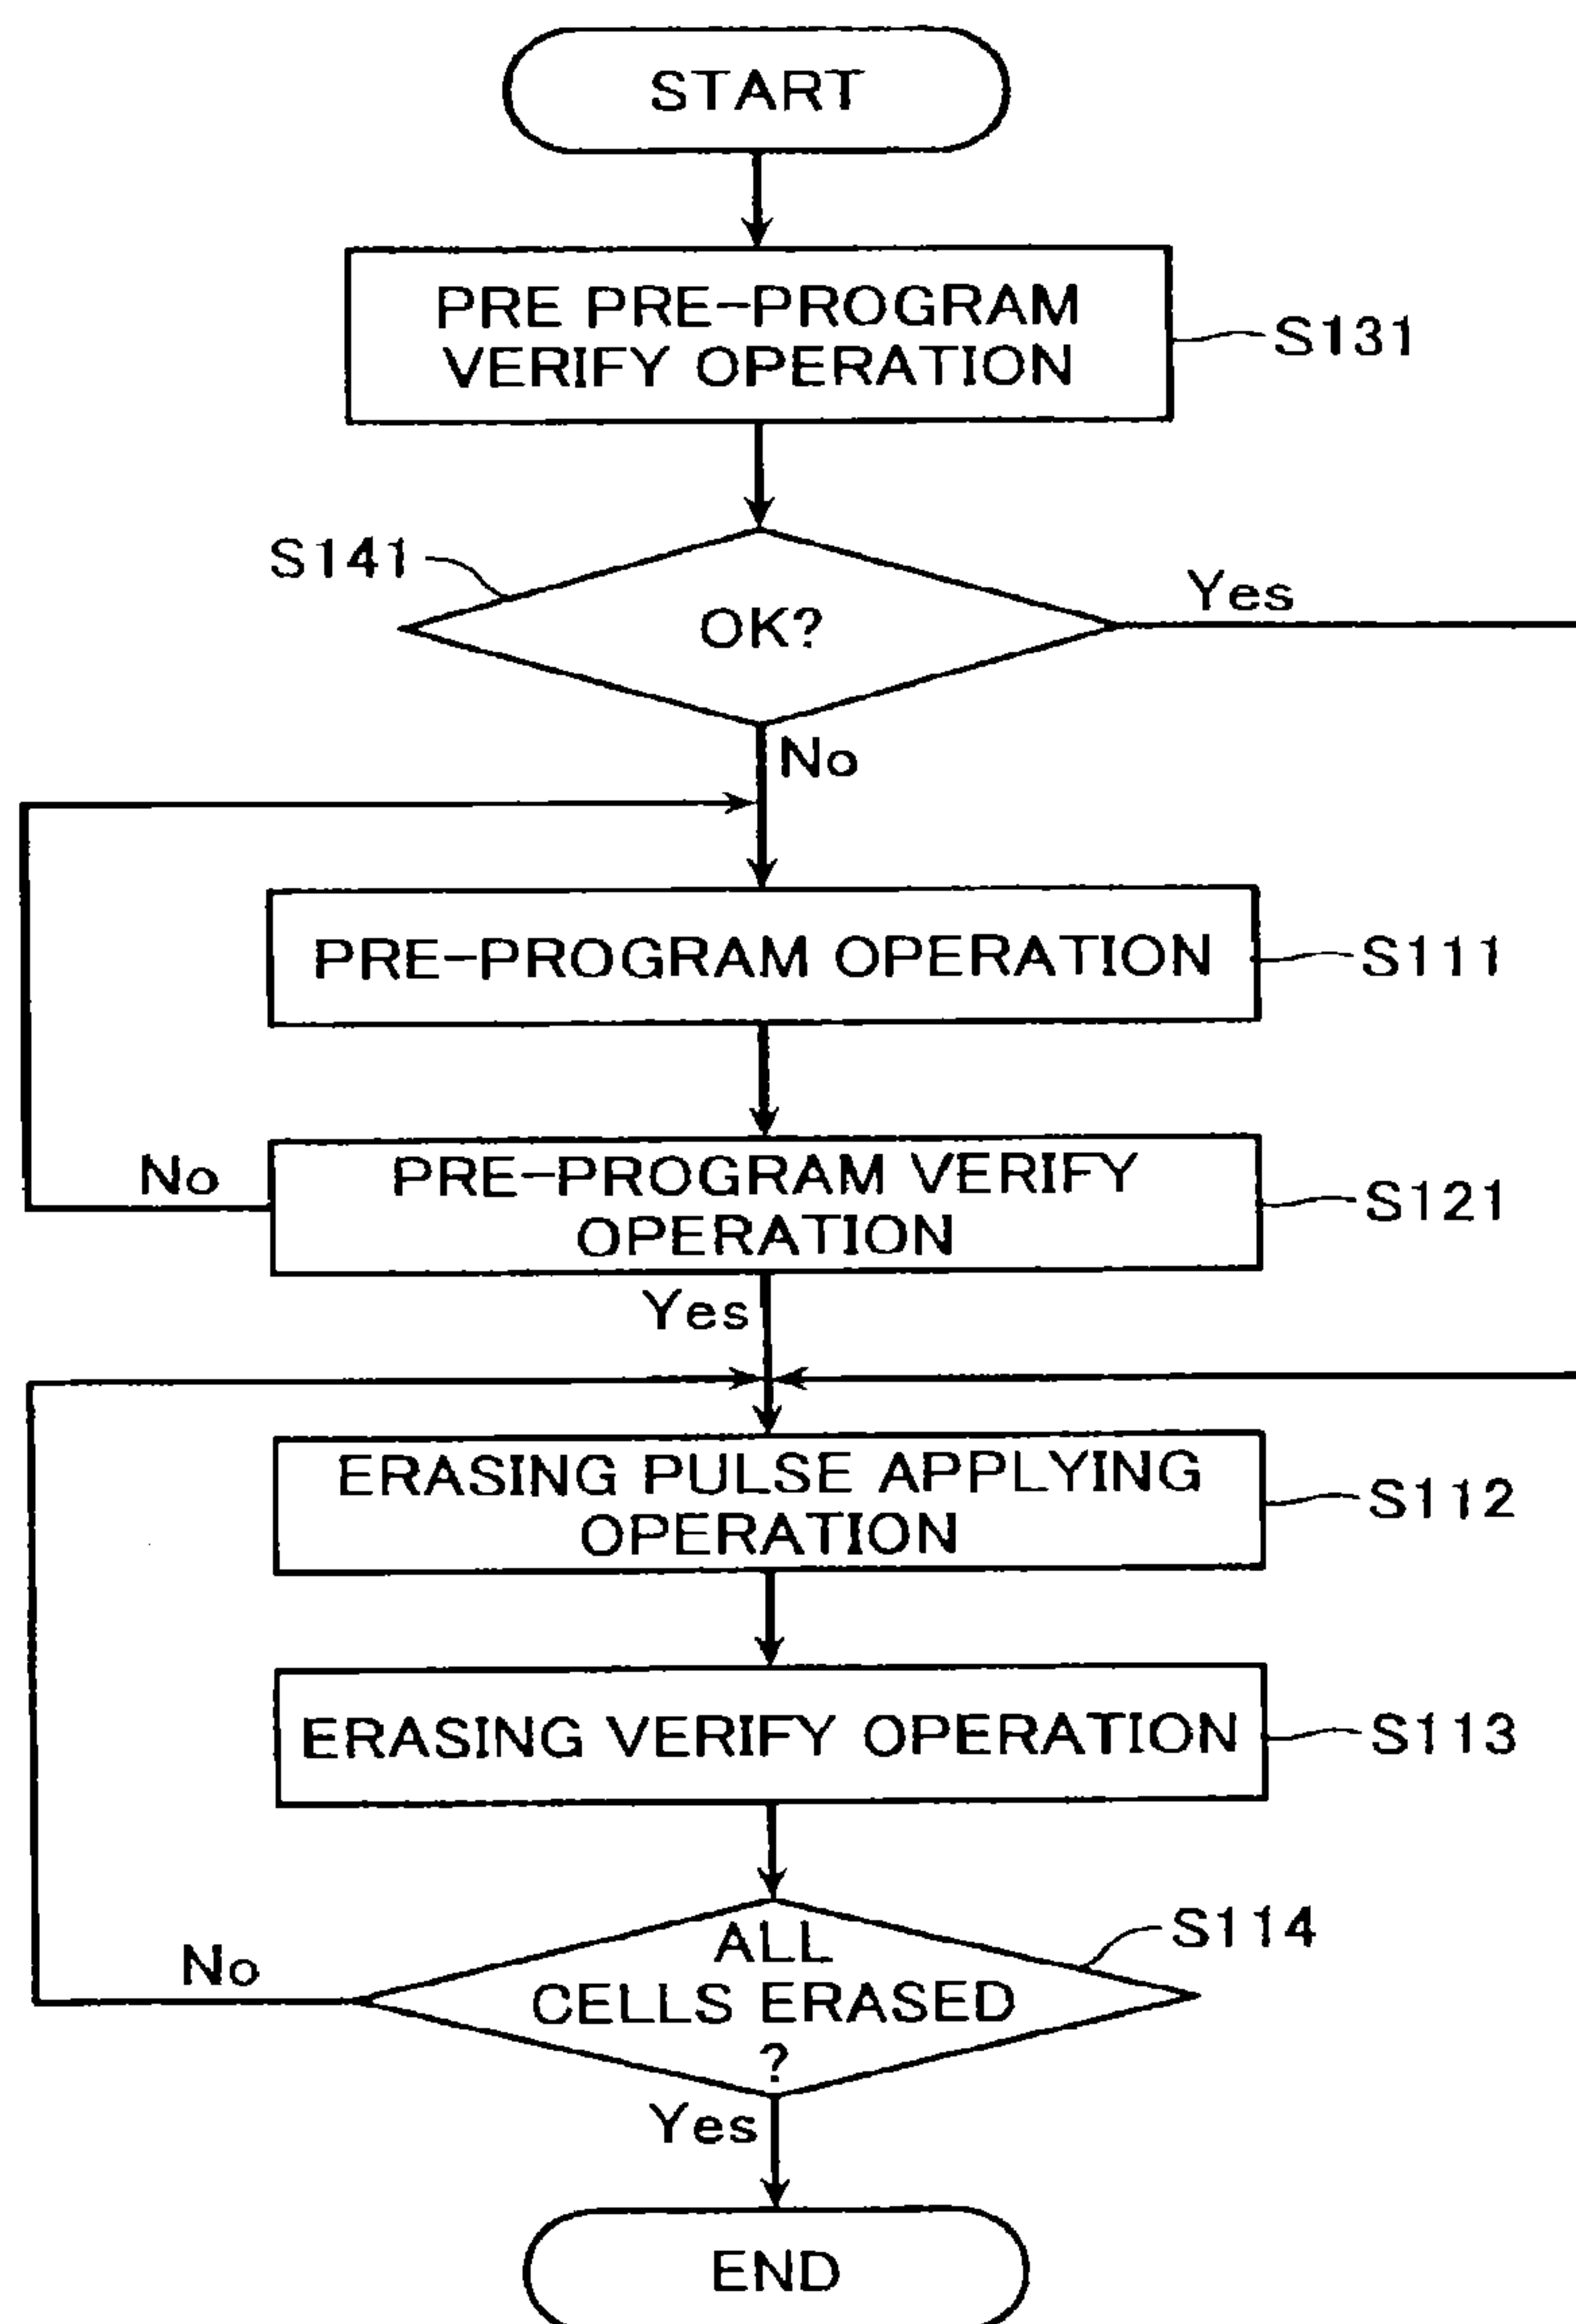 START
PRE PRE-PROGRAM
VERIFY OPERATION
S131
S141
OK?
Yes
No
PRE-PROGRAM OPERATION
S111
No
PRE-PROGRAM VERIFY
OPERATION
S121
Yes
ERASING PULSE APPLYING
OPERATION
S112
ERASING VERIFY OPERATION
S113
ALL
CELLS ERASED
?
S114
No
Yes
END